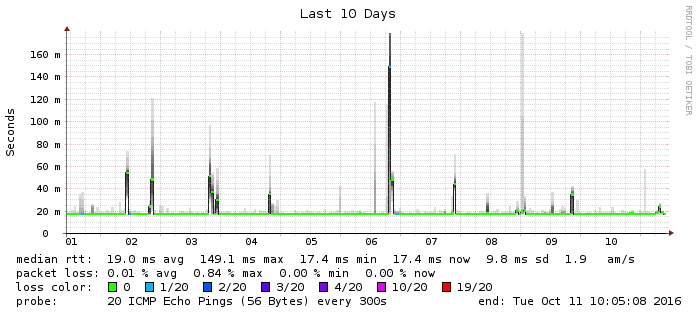 Last 10 Days
RRDTOOL / TOBI OETIKER
Seconds
160 m
140 m
120 m
100 m
80 m
60 m
40 m
20 m
0
01 02 03 04 05 06 07 08 09 10
median rtt: 19.0 ms avg 149.1 ms max 17.4 ms min 17.4 ms now 9.8 ms sd 1.9 am/s
packet loss: 0.01 % avg 0.84 % max 0.00 % min 0.00 % now
loss color: 0 1/20 2/20 3/20 4/20 10/20 19/20
probe: 20 ICMP Echo Pings (56 Bytes) every 300s end: Tue Oct 11 10:05:08 2016